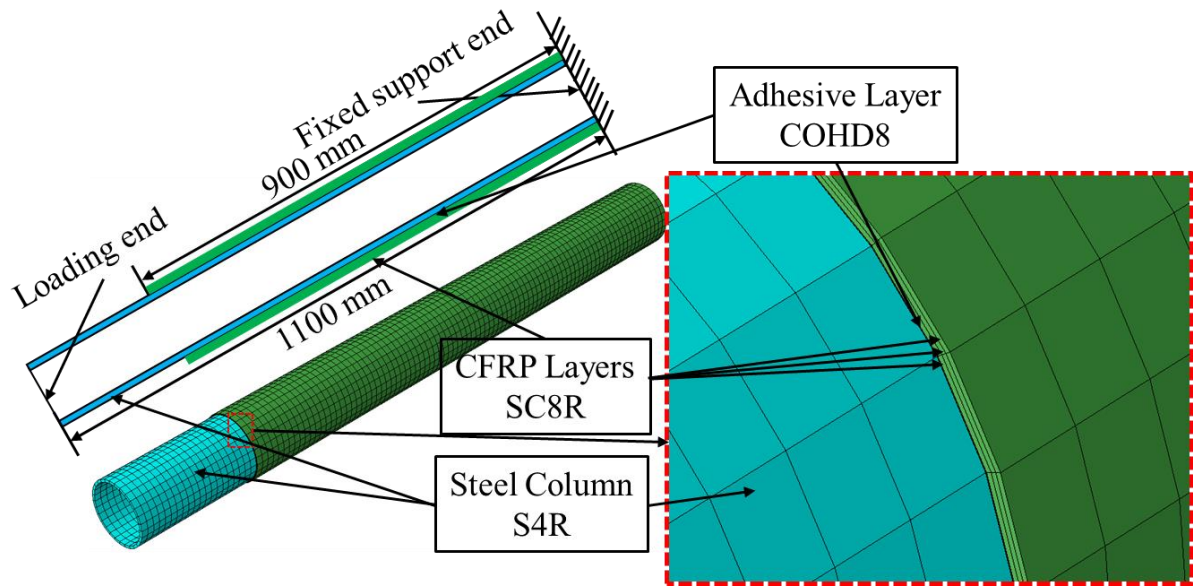 Fixed support end
900 mm
Loading end
1100 mm
Adhesive Layer
COHD8
CFRP Layers
SC8R
Steel Column
S4R